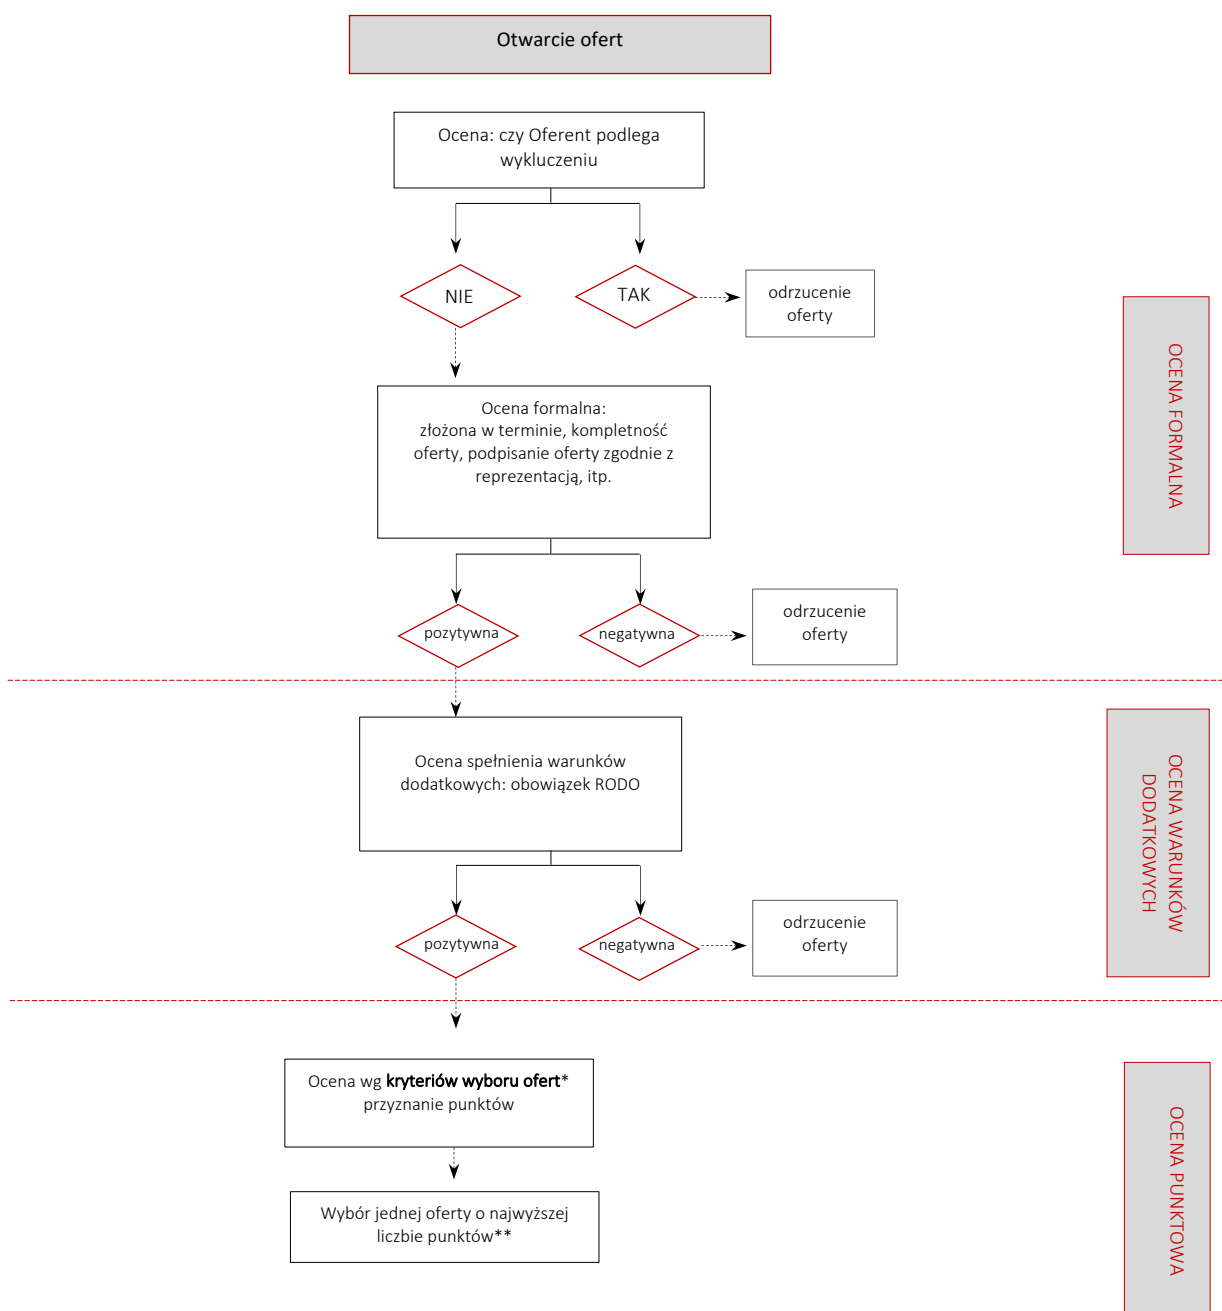 Otwarcie ofert
Ocena: czy Oferent podlega
wykluczeniu
NIE
TAK
odrzucenie
oferty
OCENA FORMALNA
Ocena formalna:
złożona w terminie, kompletność
oferty, podpisanie oferty zgodnie z
reprezentacją, itp.
pozytywna
negatywna
odrzucenie
oferty
Ocena spełnienia warunków
dodatkowych: obowiązek RODO
OCENA WARUNKÓW
DODATKOWYCH
pozytywna
negatywna
odrzucenie
oferty
Ocena wg kryteriów wyboru ofert*
przyznanie punktów
OCENA PUNKTOWA
Wybór jednej oferty o najwyższej
liczbie punktów**